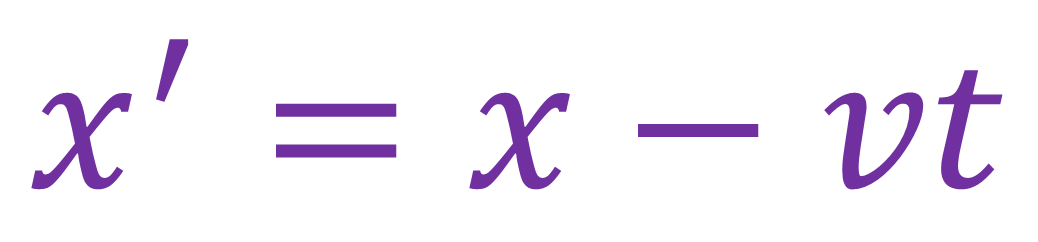 x′ = x − vt